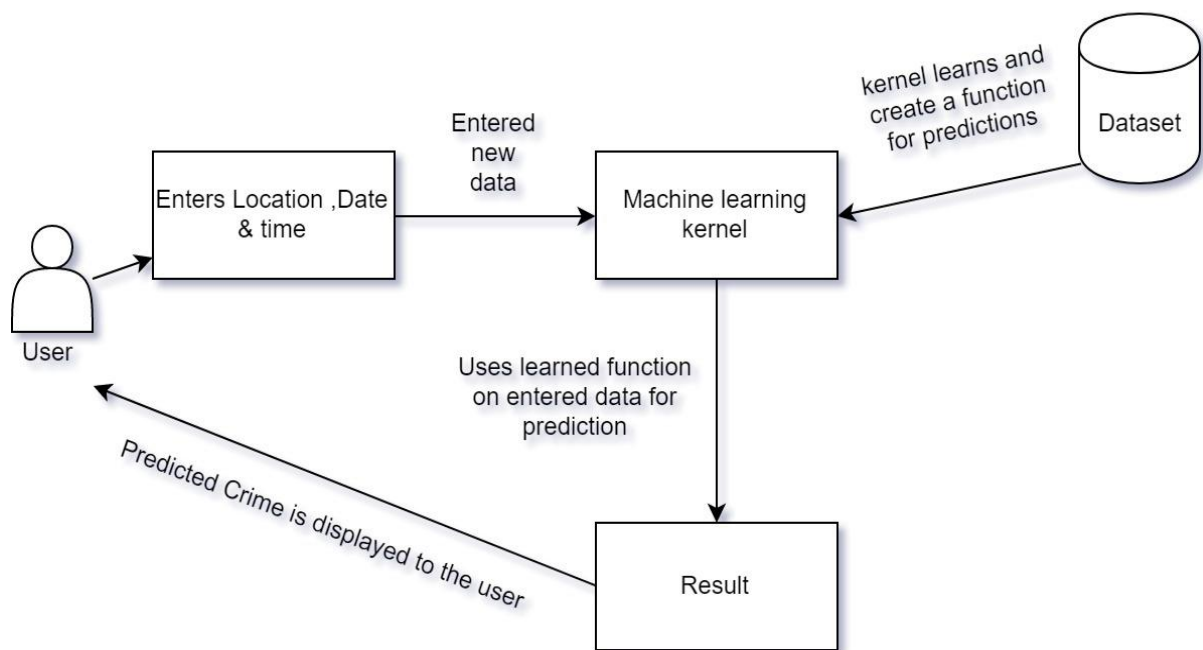 kernel learns and
create a function
for predictions
Dataset
Entered
new
data
Enters Location ,Date
& time
Machine learning
kernel
User
Uses learned function
on entered data for
prediction
Predicted Crime is displayed to the user
Result